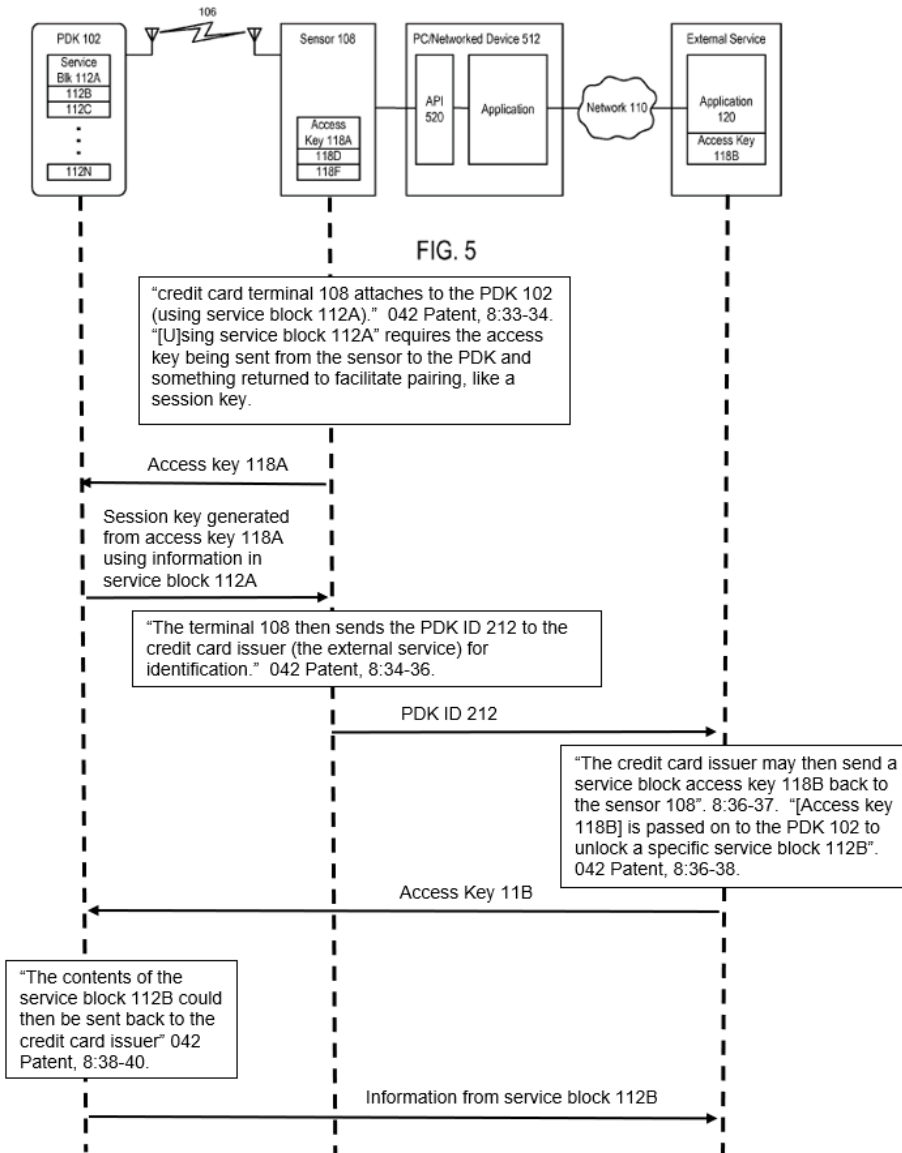 106
PDK 102
Service
Blk 112A
112B
112C
112N
Sensor 108
Access
Key 118A
118D
118F
PC/Networked Device 512
API
520
Application
Network 110
External Service
Application
120
Access Key
118B
FIG. 5
“credit card terminal 108 attaches to the PDK 102
(using service block 112A).” 042 Patent, 8:33-34.
“[U]sing service block 112A” requires the access
key being sent from the sensor to the PDK and
something returned to facilitate pairing, like a
session key.
Access key 118A
Session key generated
from access key 118A
using information in
service block 112A
“The terminal 108 then sends the PDK ID 212 to the
credit card issuer (the external service) for
identification.” 042 Patent, 8:34-36.
PDK ID 212
“The credit card issuer may then send a
service block access key 118B back to
the sensor 108”. 8:36-37. “[Access key
118B] is passed on to the PDK 102 to
unlock a specific service block 112B”.
042 Patent, 8:36-38.
Access Key 11B
“The contents of the
service block 112B could
then be sent back to the
credit card issuer” 042
Patent, 8:38-40.
Information from service block 112B